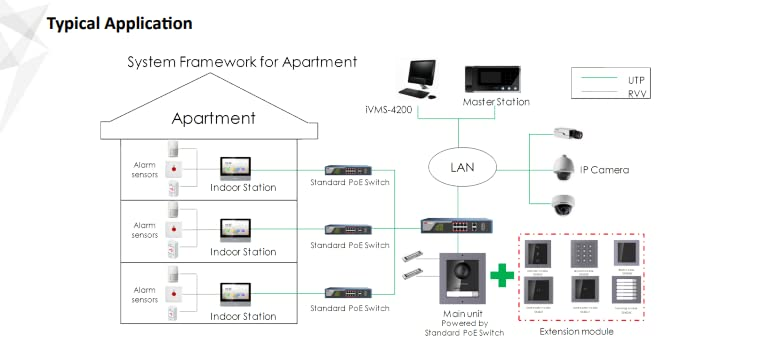 Typical Application
System Framework for Apartment
Apartment
iVMS-4200
Master Station
UTP
RVV
LAN
IP Camera
Alarm
sensors
Indoor Station
Standard PoE Switch
Alarm
sensors
Indoor Station
Standard PoE Switch
Alarm
sensors
Indoor Station
Standard PoE Switch
Main unit
Powered by
Standard PoE Switch
Extension module